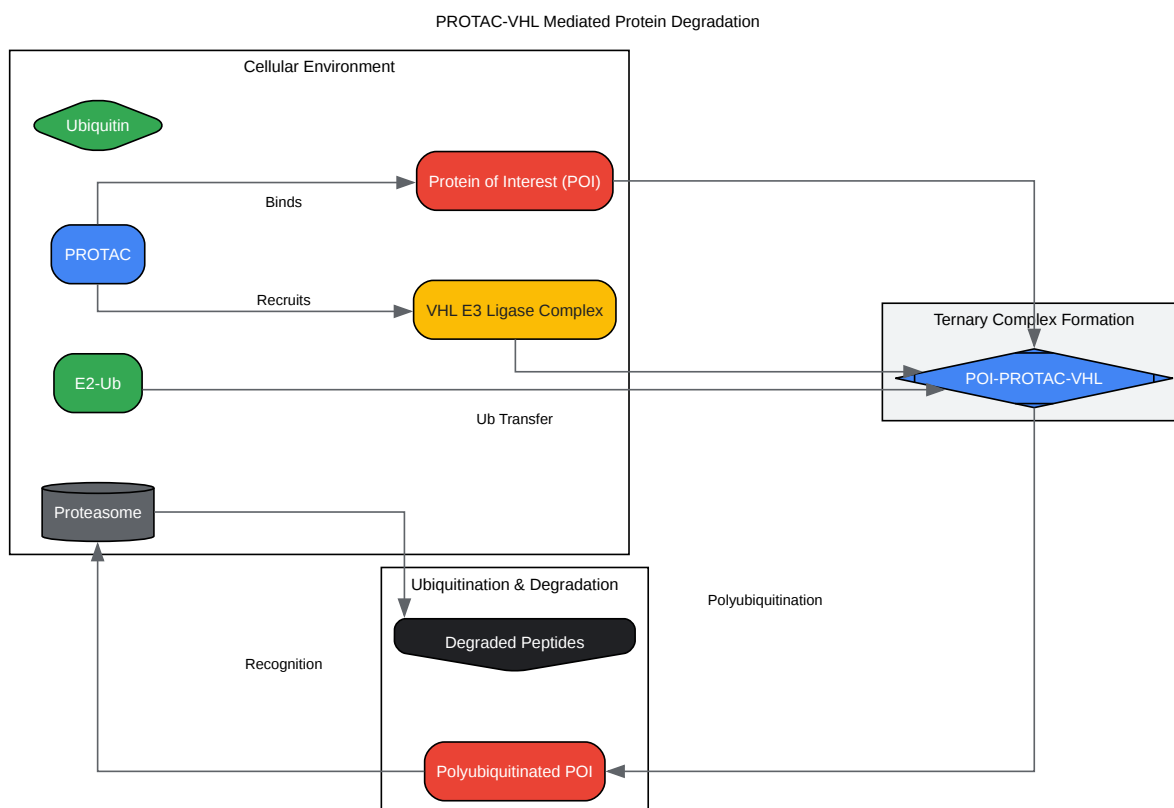 PROTAC-VHL Mediated Protein Degradation
Cellular Environment
Ubiquitin
Protein of Interest (POI)
Binds
PROTAC
Recruits
VHL E3 Ligase Complex
Ternary Complex Formation
POI-PROTAC-VHL
E2-Ub
Ub Transfer
Proteasome
Ubiquitination & Degradation
Polyubiquitination
Degraded Peptides
Recognition
Polyubiquitinated POI